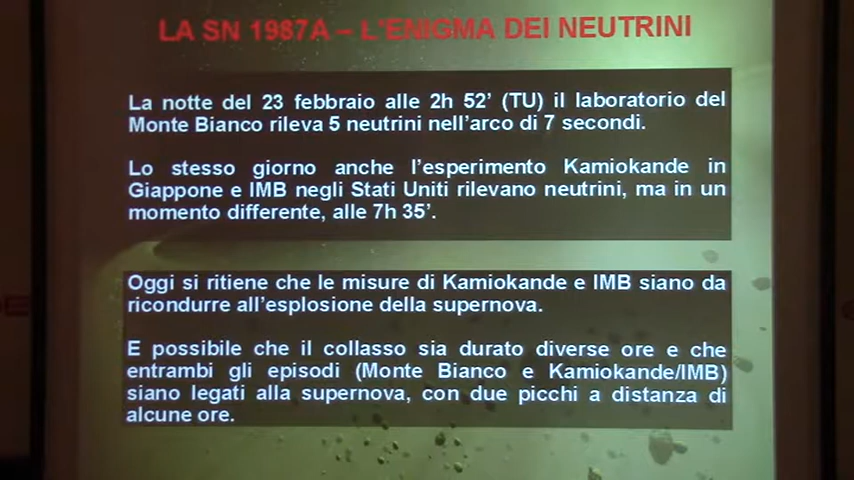 LA SN 1987A – L'ENIGMA DEI NEUTRINI
La notte del 23 febbraio alle 2h 52' (TU) il laboratorio del
Monte Bianco rileva 5 neutrini nell'arco di 7 secondi.
Lo stesso giorno anche l'esperimento Kamiokande in
Giappone e IMB negli Stati Uniti rilevano neutrini, ma in un
momento differente, alle 7h 35'.
Oggi si ritiene che le misure di Kamiokande e IMB siano da
ricondurre all'esplosione della supernova.
E possibile che il collasso sia durato diverse ore e che
entrambi gli episodi (Monte Bianco e Kamiokande/IMB)
siano legati alla supernova, con due picchi a distanza di
alcune ore.